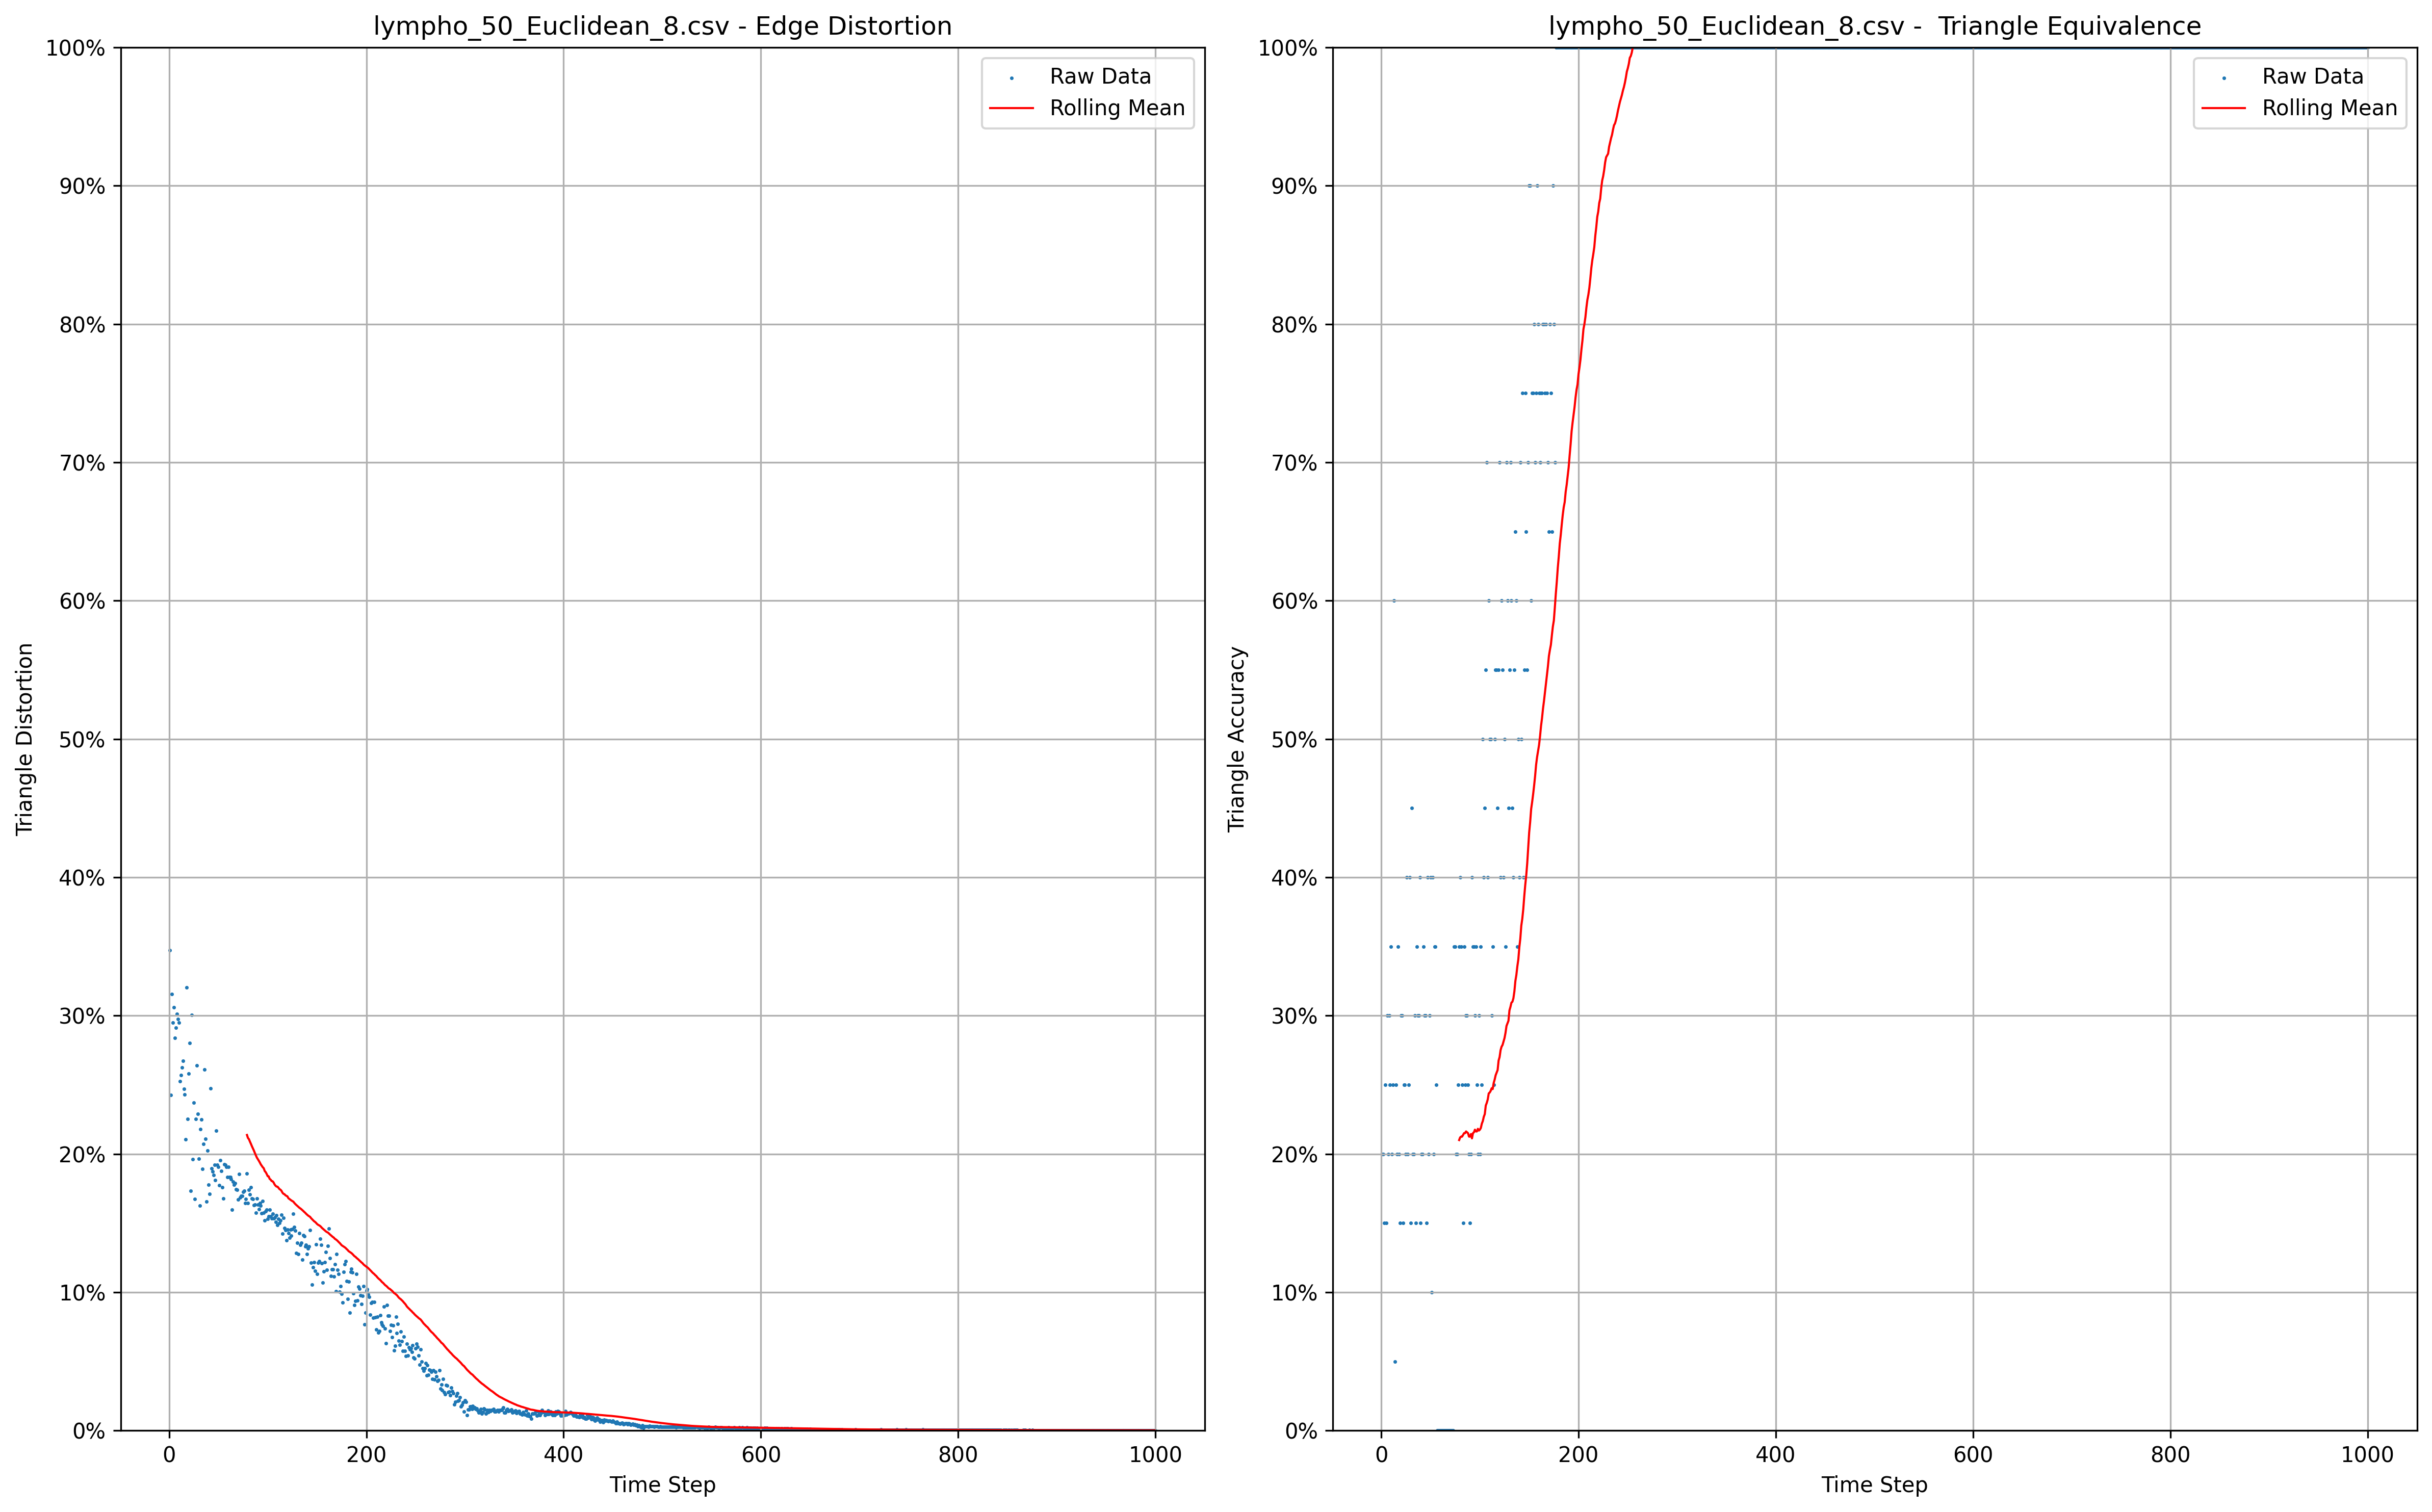 lympho_50_Euclidean_8.csv - Edge Distortion
100%
90%
80%
70%
60%
50%
40%
30%
20%
10%
0%
Triangle Distortion
Raw Data
Rolling Mean
0 200 400 600 800 1000
Time Step
lympho_50_Euclidean_8.csv -  Triangle Equivalence
100%
90%
80%
70%
60%
50%
40%
30%
20%
10%
0%
Triangle Accuracy
Raw Data
Rolling Mean
0 200 400 600 800 1000
Time Step